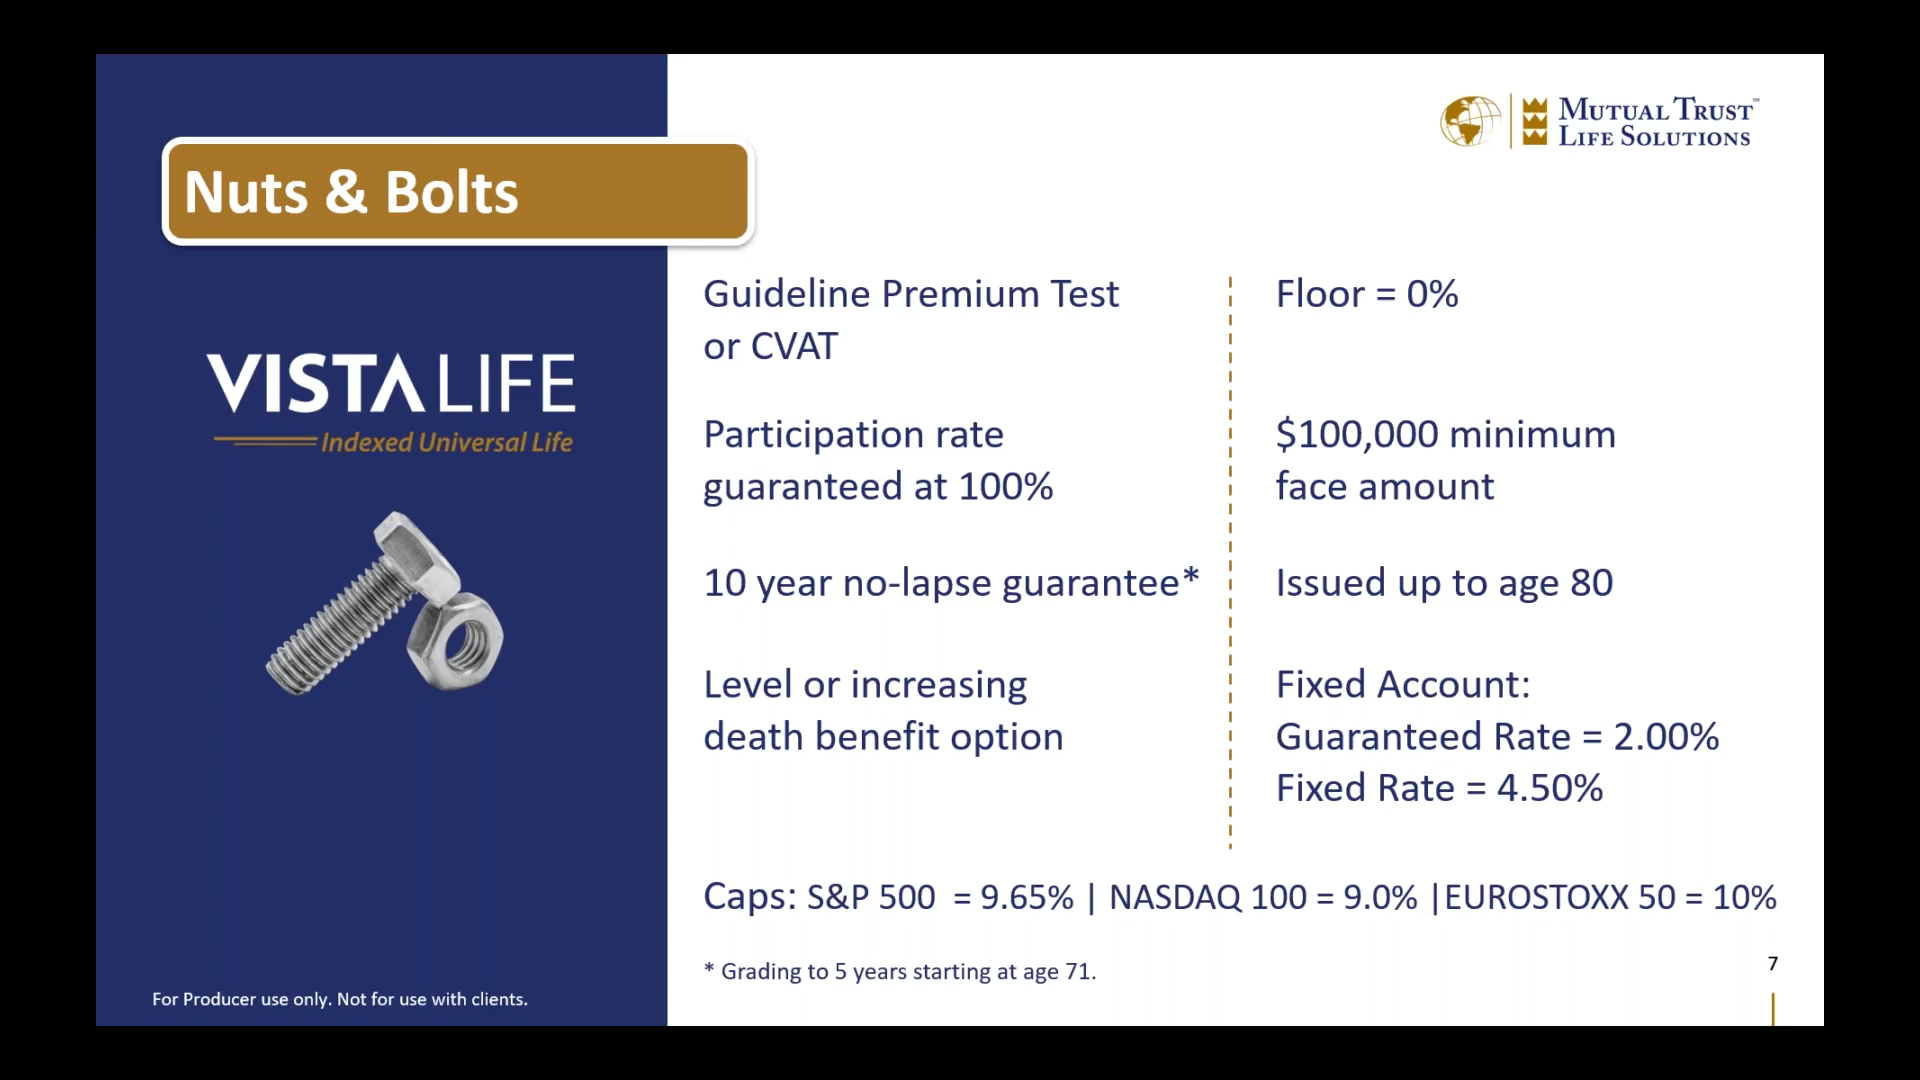 MUTUAL TRUST™
LIFE SOLUTIONS
Nuts & Bolts
VISTALIFE
Indexed Universal Life
For Producer use only. Not for use with clients.
Guideline Premium Test
or CVAT
Participation rate
guaranteed at 100%
10 year no-lapse guarantee*
Level or increasing
death benefit option
Floor = 0%
$100,000 minimum
face amount
Issued up to age 80
Fixed Account:
Guaranteed Rate = 2.00%
Fixed Rate = 4.50%
Caps: S&P 500  = 9.65% | NASDAQ 100 = 9.0% |EUROSTOXX 50 = 10%
* Grading to 5 years starting at age 71.
7